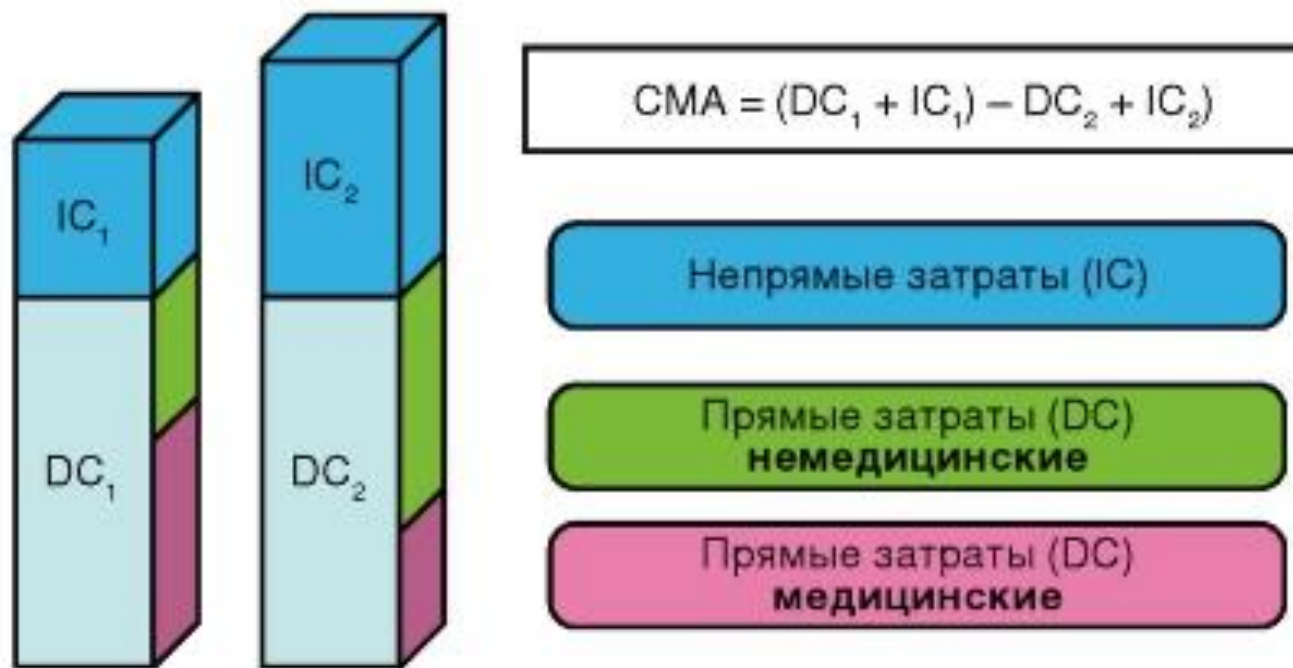 CMA = (DC₁ + IC₁) – DC₂ + IC₂)
IC₁
IC₂
Непрямые затраты (IC)
DC₁
DC₂
Прямые затраты (DC)
немедицинские
Прямые затраты (DC)
медицинские